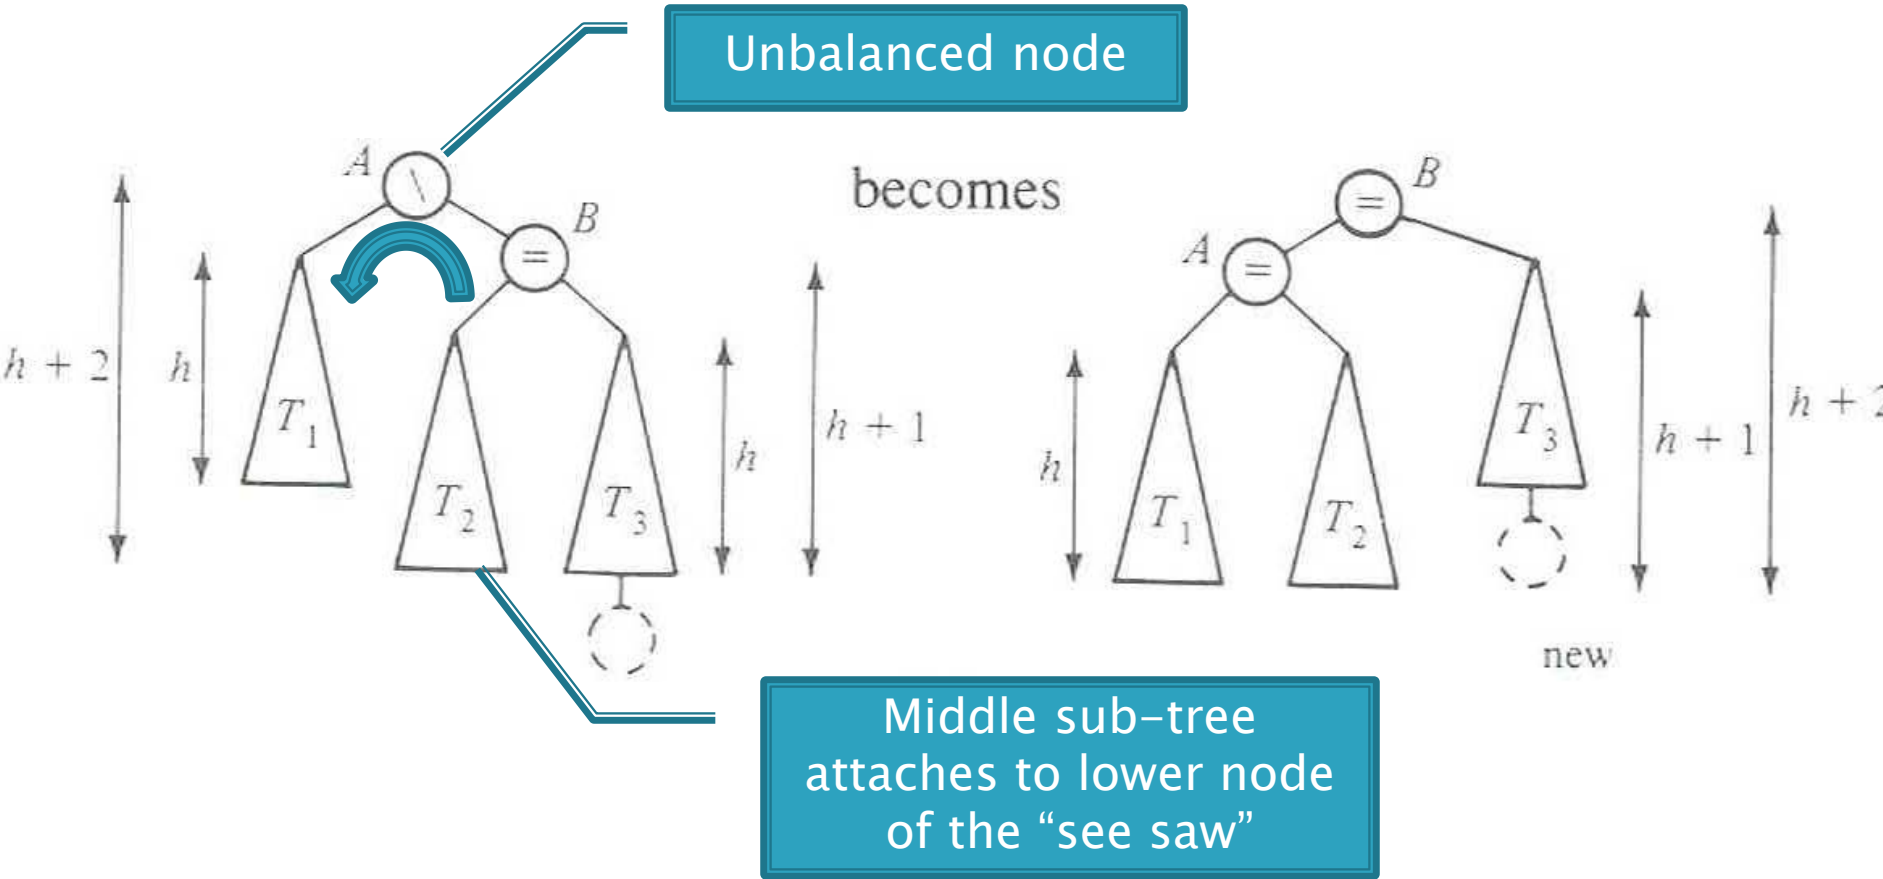 Unbalanced node
A
\
B
=
h + 2
h
T1
T2
T3
h
h + 1
becomes
B
=
A
=
h
T1
T2
T3
h + 1
h + 2
new
Middle sub-tree
attaches to lower node
of the “see saw”